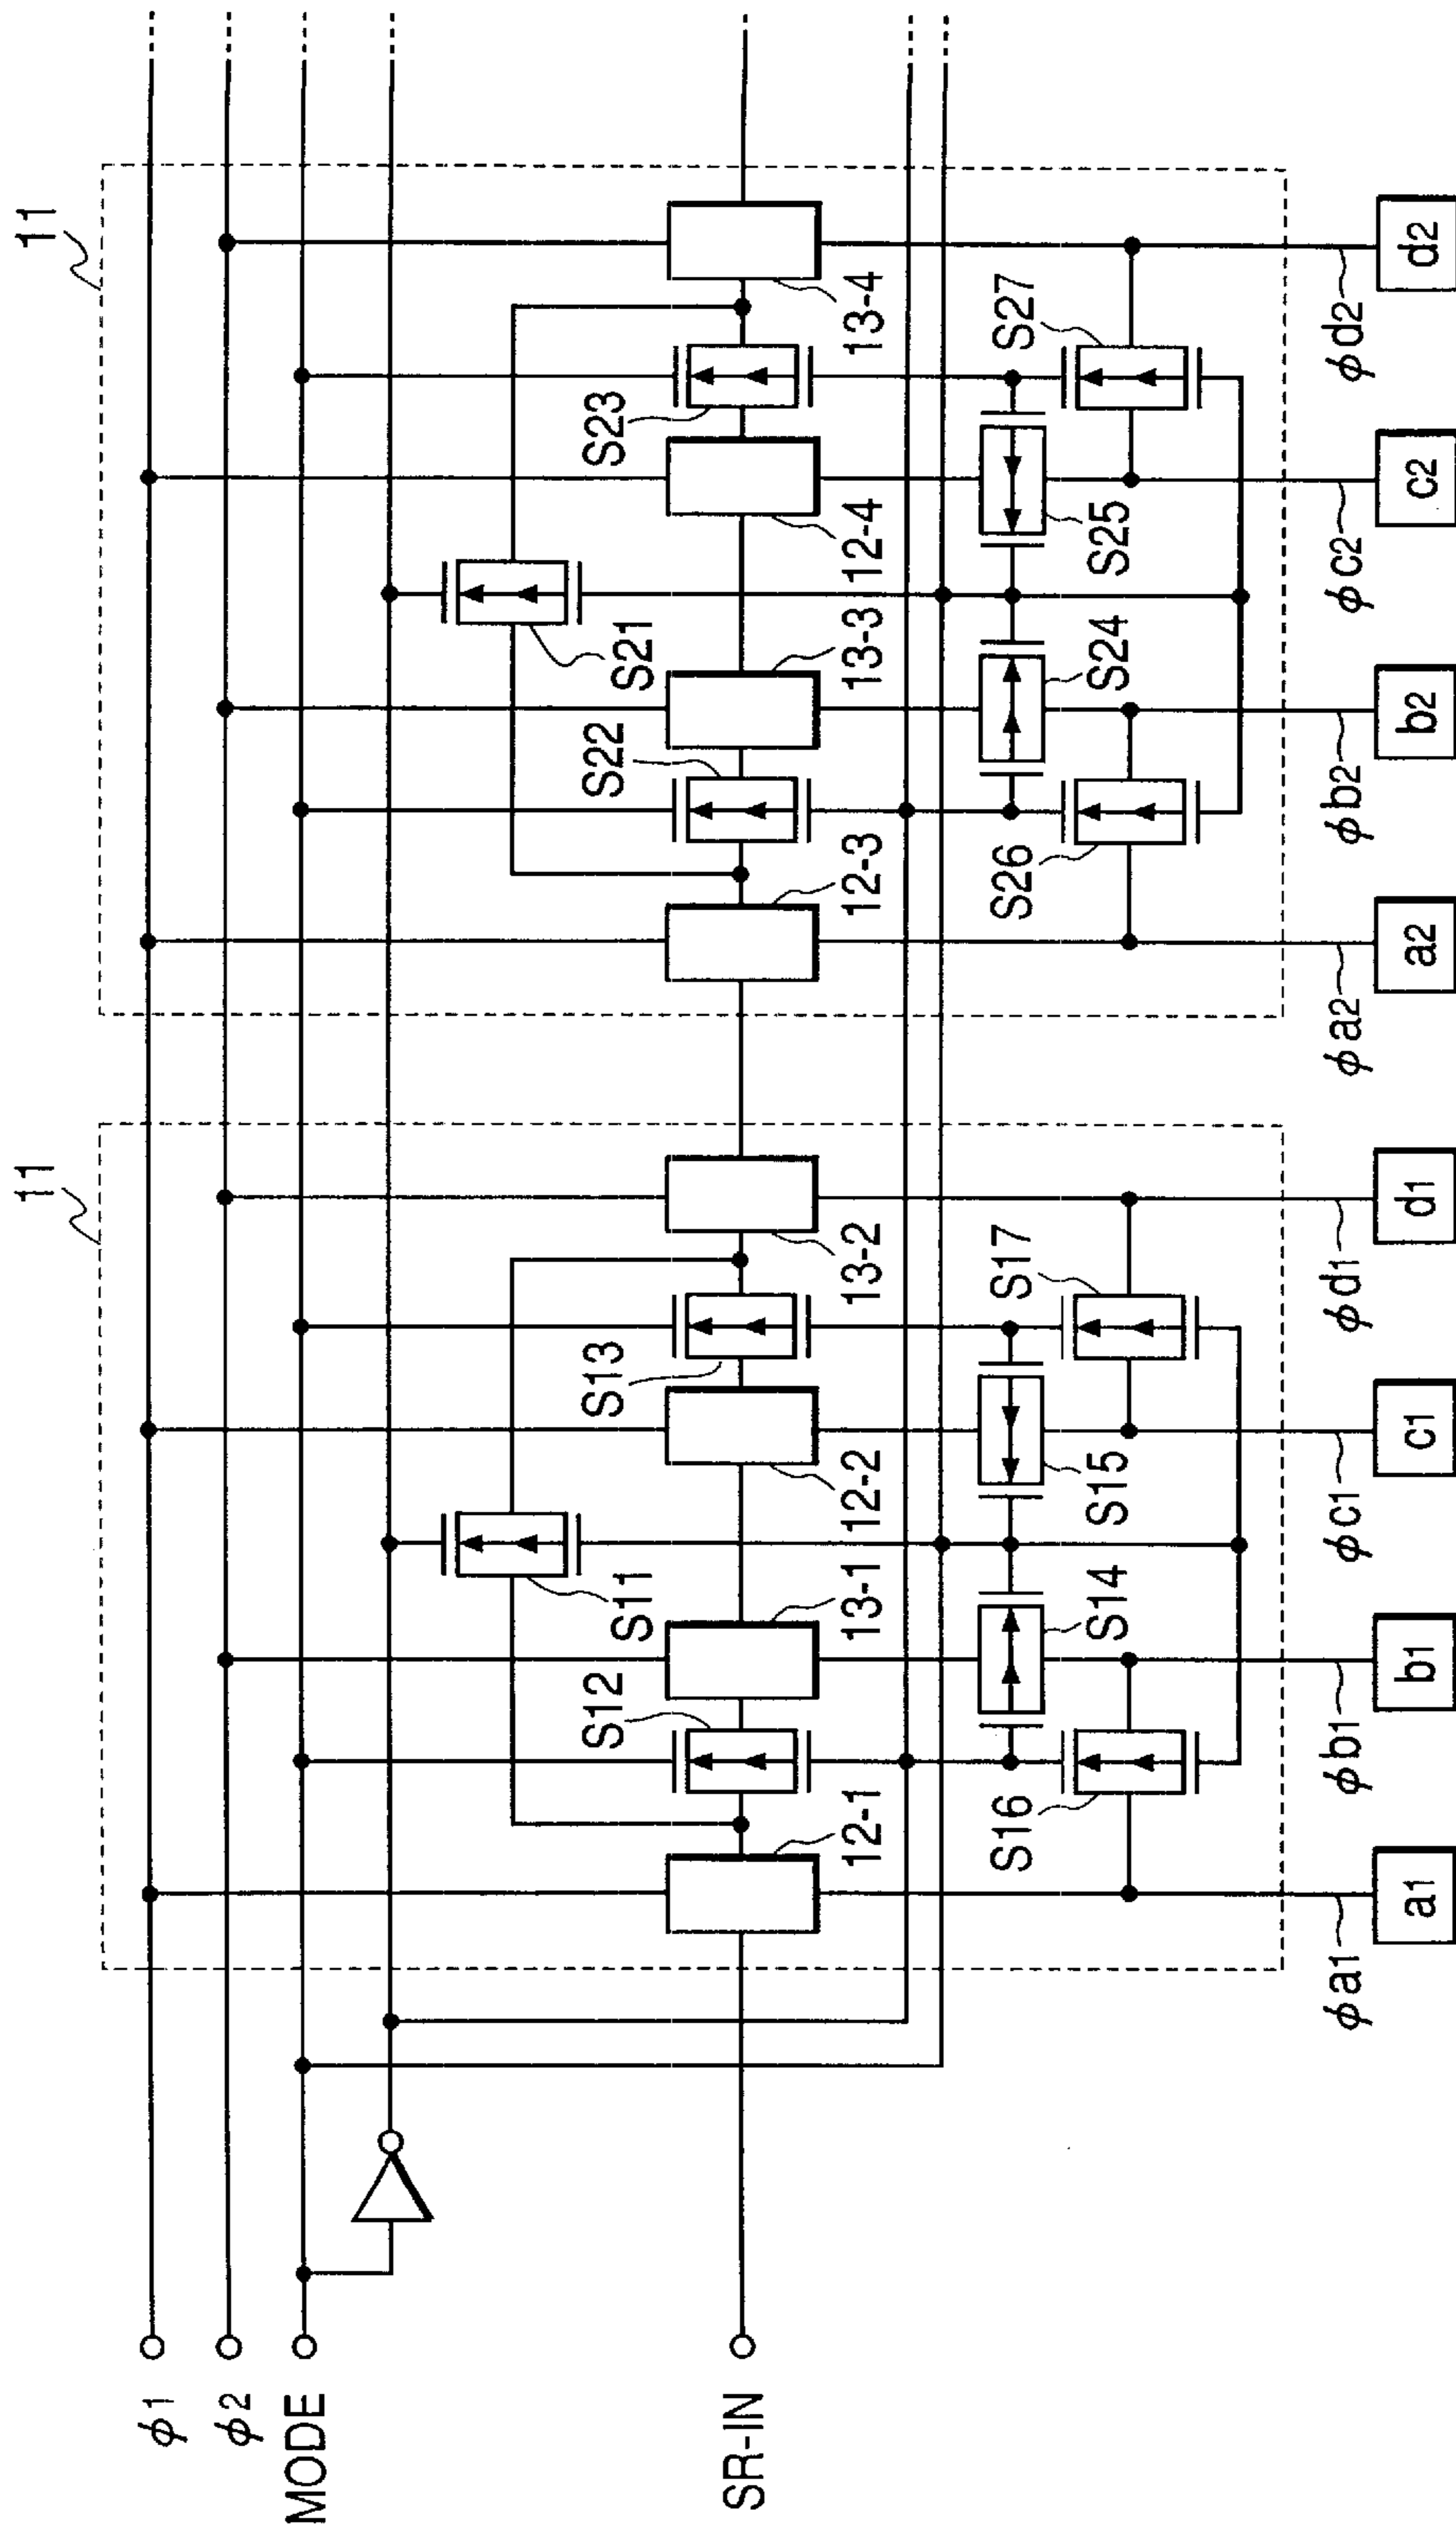 11
11
φ1
φ2
MODE
SR-IN
S11
S12
S13
12-1
13-1
12-2
13-2
S14
S15
S16
S17
S21
S22
S23
12-3
13-3
12-4
13-4
S24
S25
S26
S27
φa1
φb1
φc1
φd1
φa2
φb2
φc2
φd2
a1
b1
c1
d1
a2
b2
c2
d2